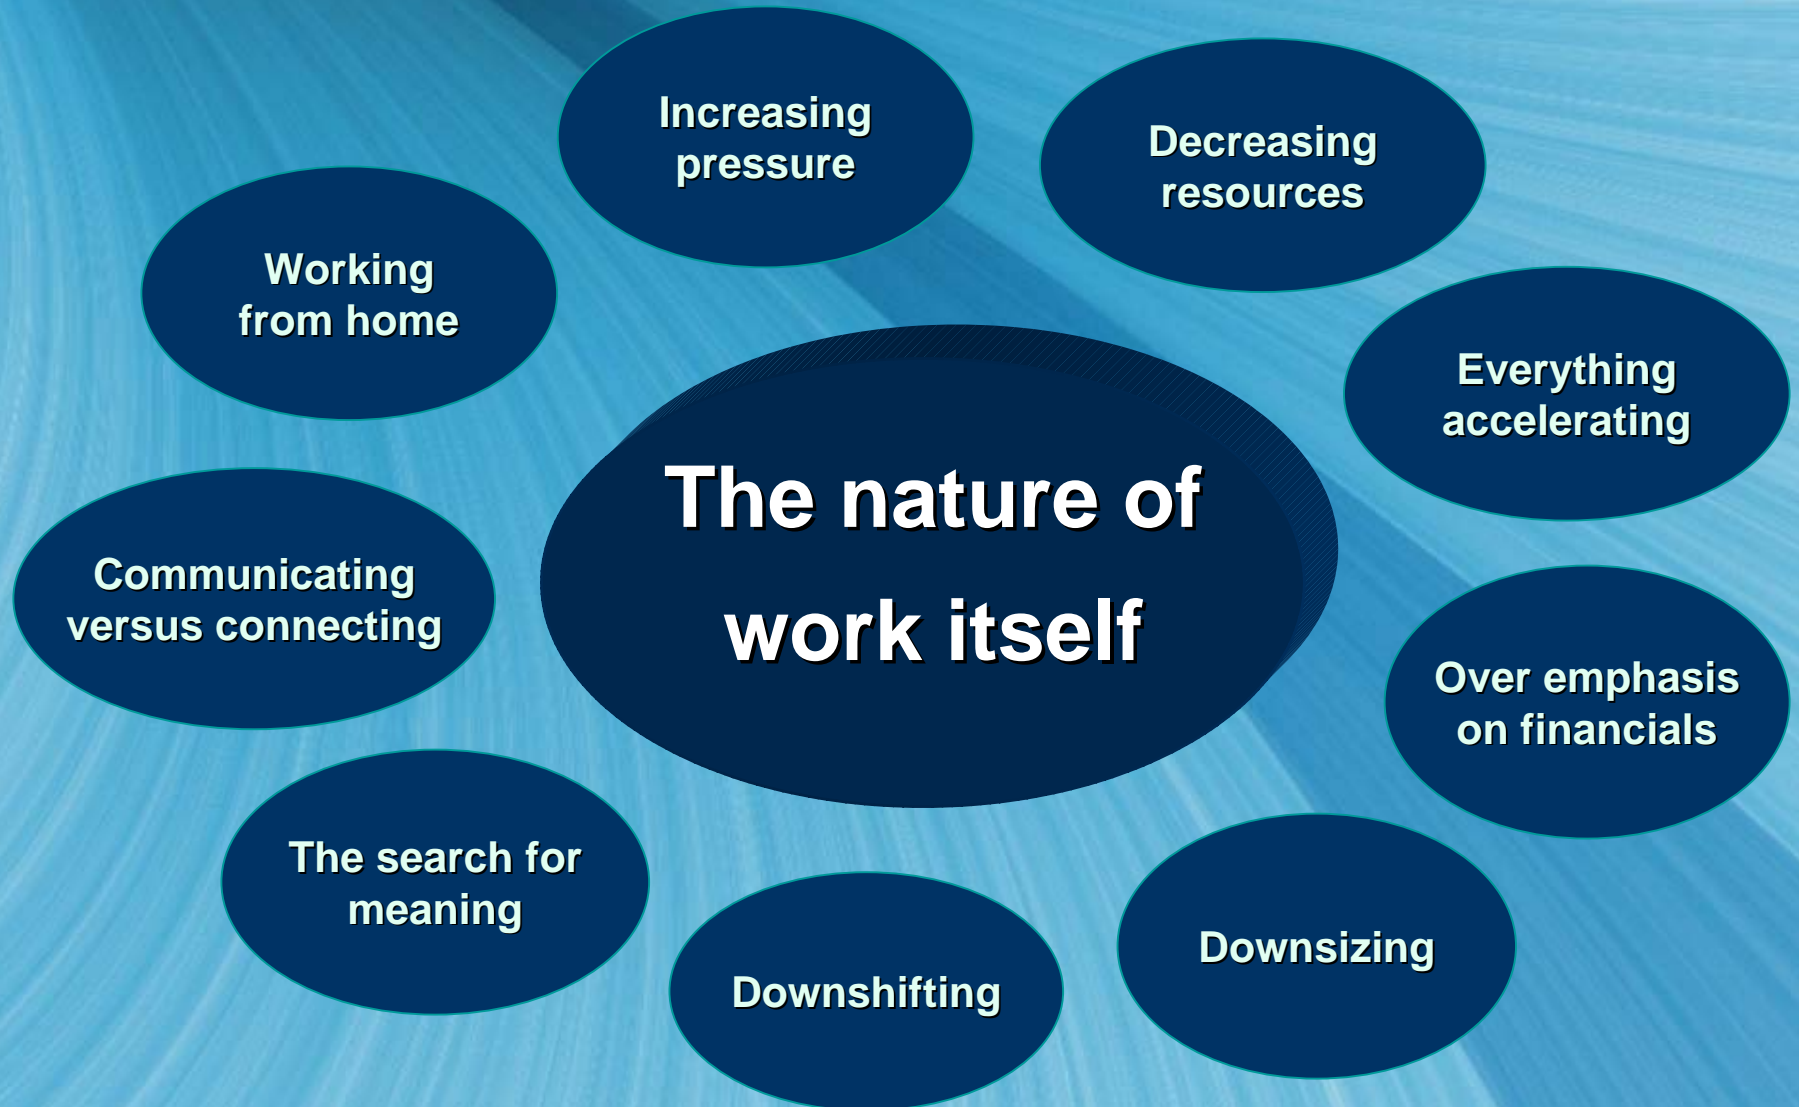 Increasing
pressure
Decreasing
resources
Working
from home
Everything
accelerating
The nature of
work itself
Communicating
versus connecting
Over emphasis
on financials
The search for
meaning
Downsizing
Downshifting